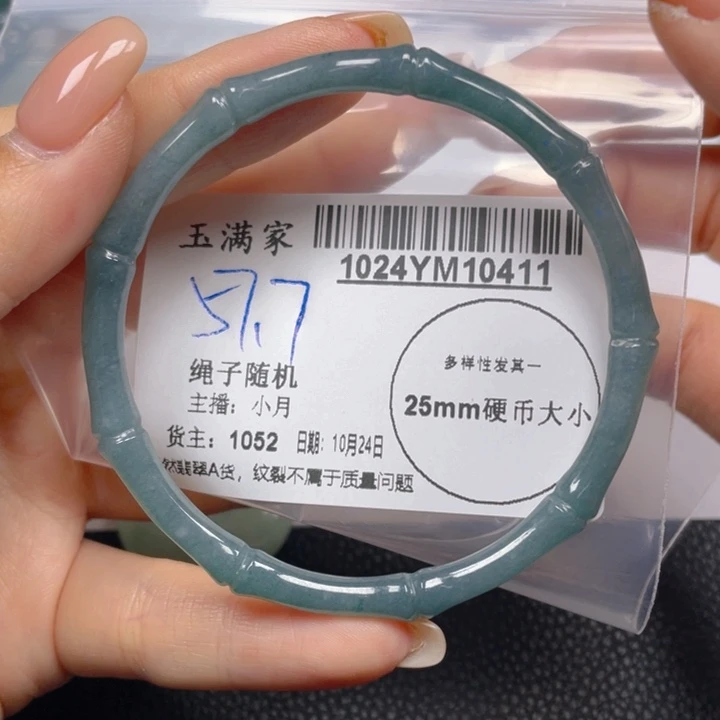 玉满家
1024YM10411
57.7
多样性发其一
绳子随机
25mm硬币大小
主播：小月
货主：1052 日期：10月24日
翡翠A货，纹裂不属于质量问题